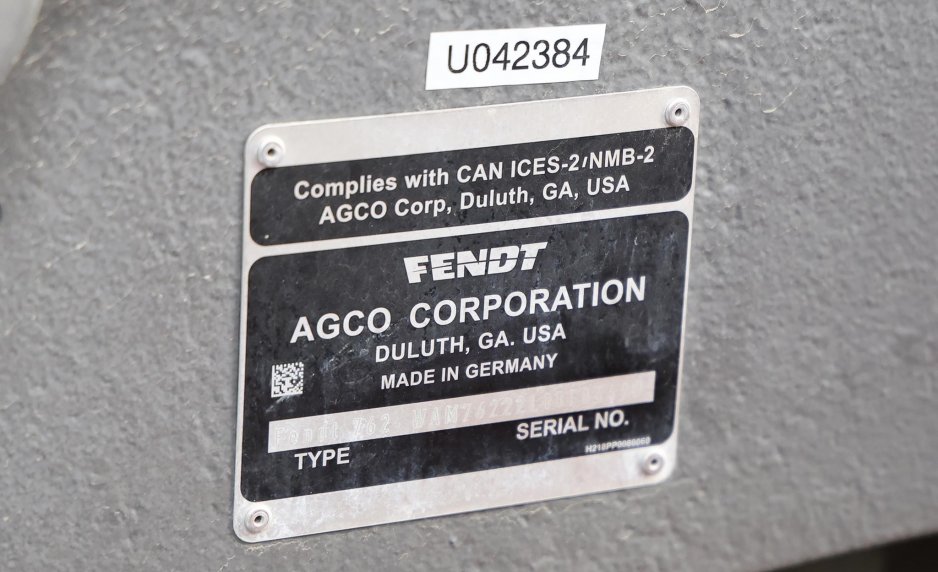 U042384
Complies with CAN ICES-2/NMB-2
AGCO Corp, Duluth, GA, USA
FENDT
AGCO CORPORATION
DULUTH, GA. USA
MADE IN GERMANY
Fendt
SERIAL NO.
TYPE